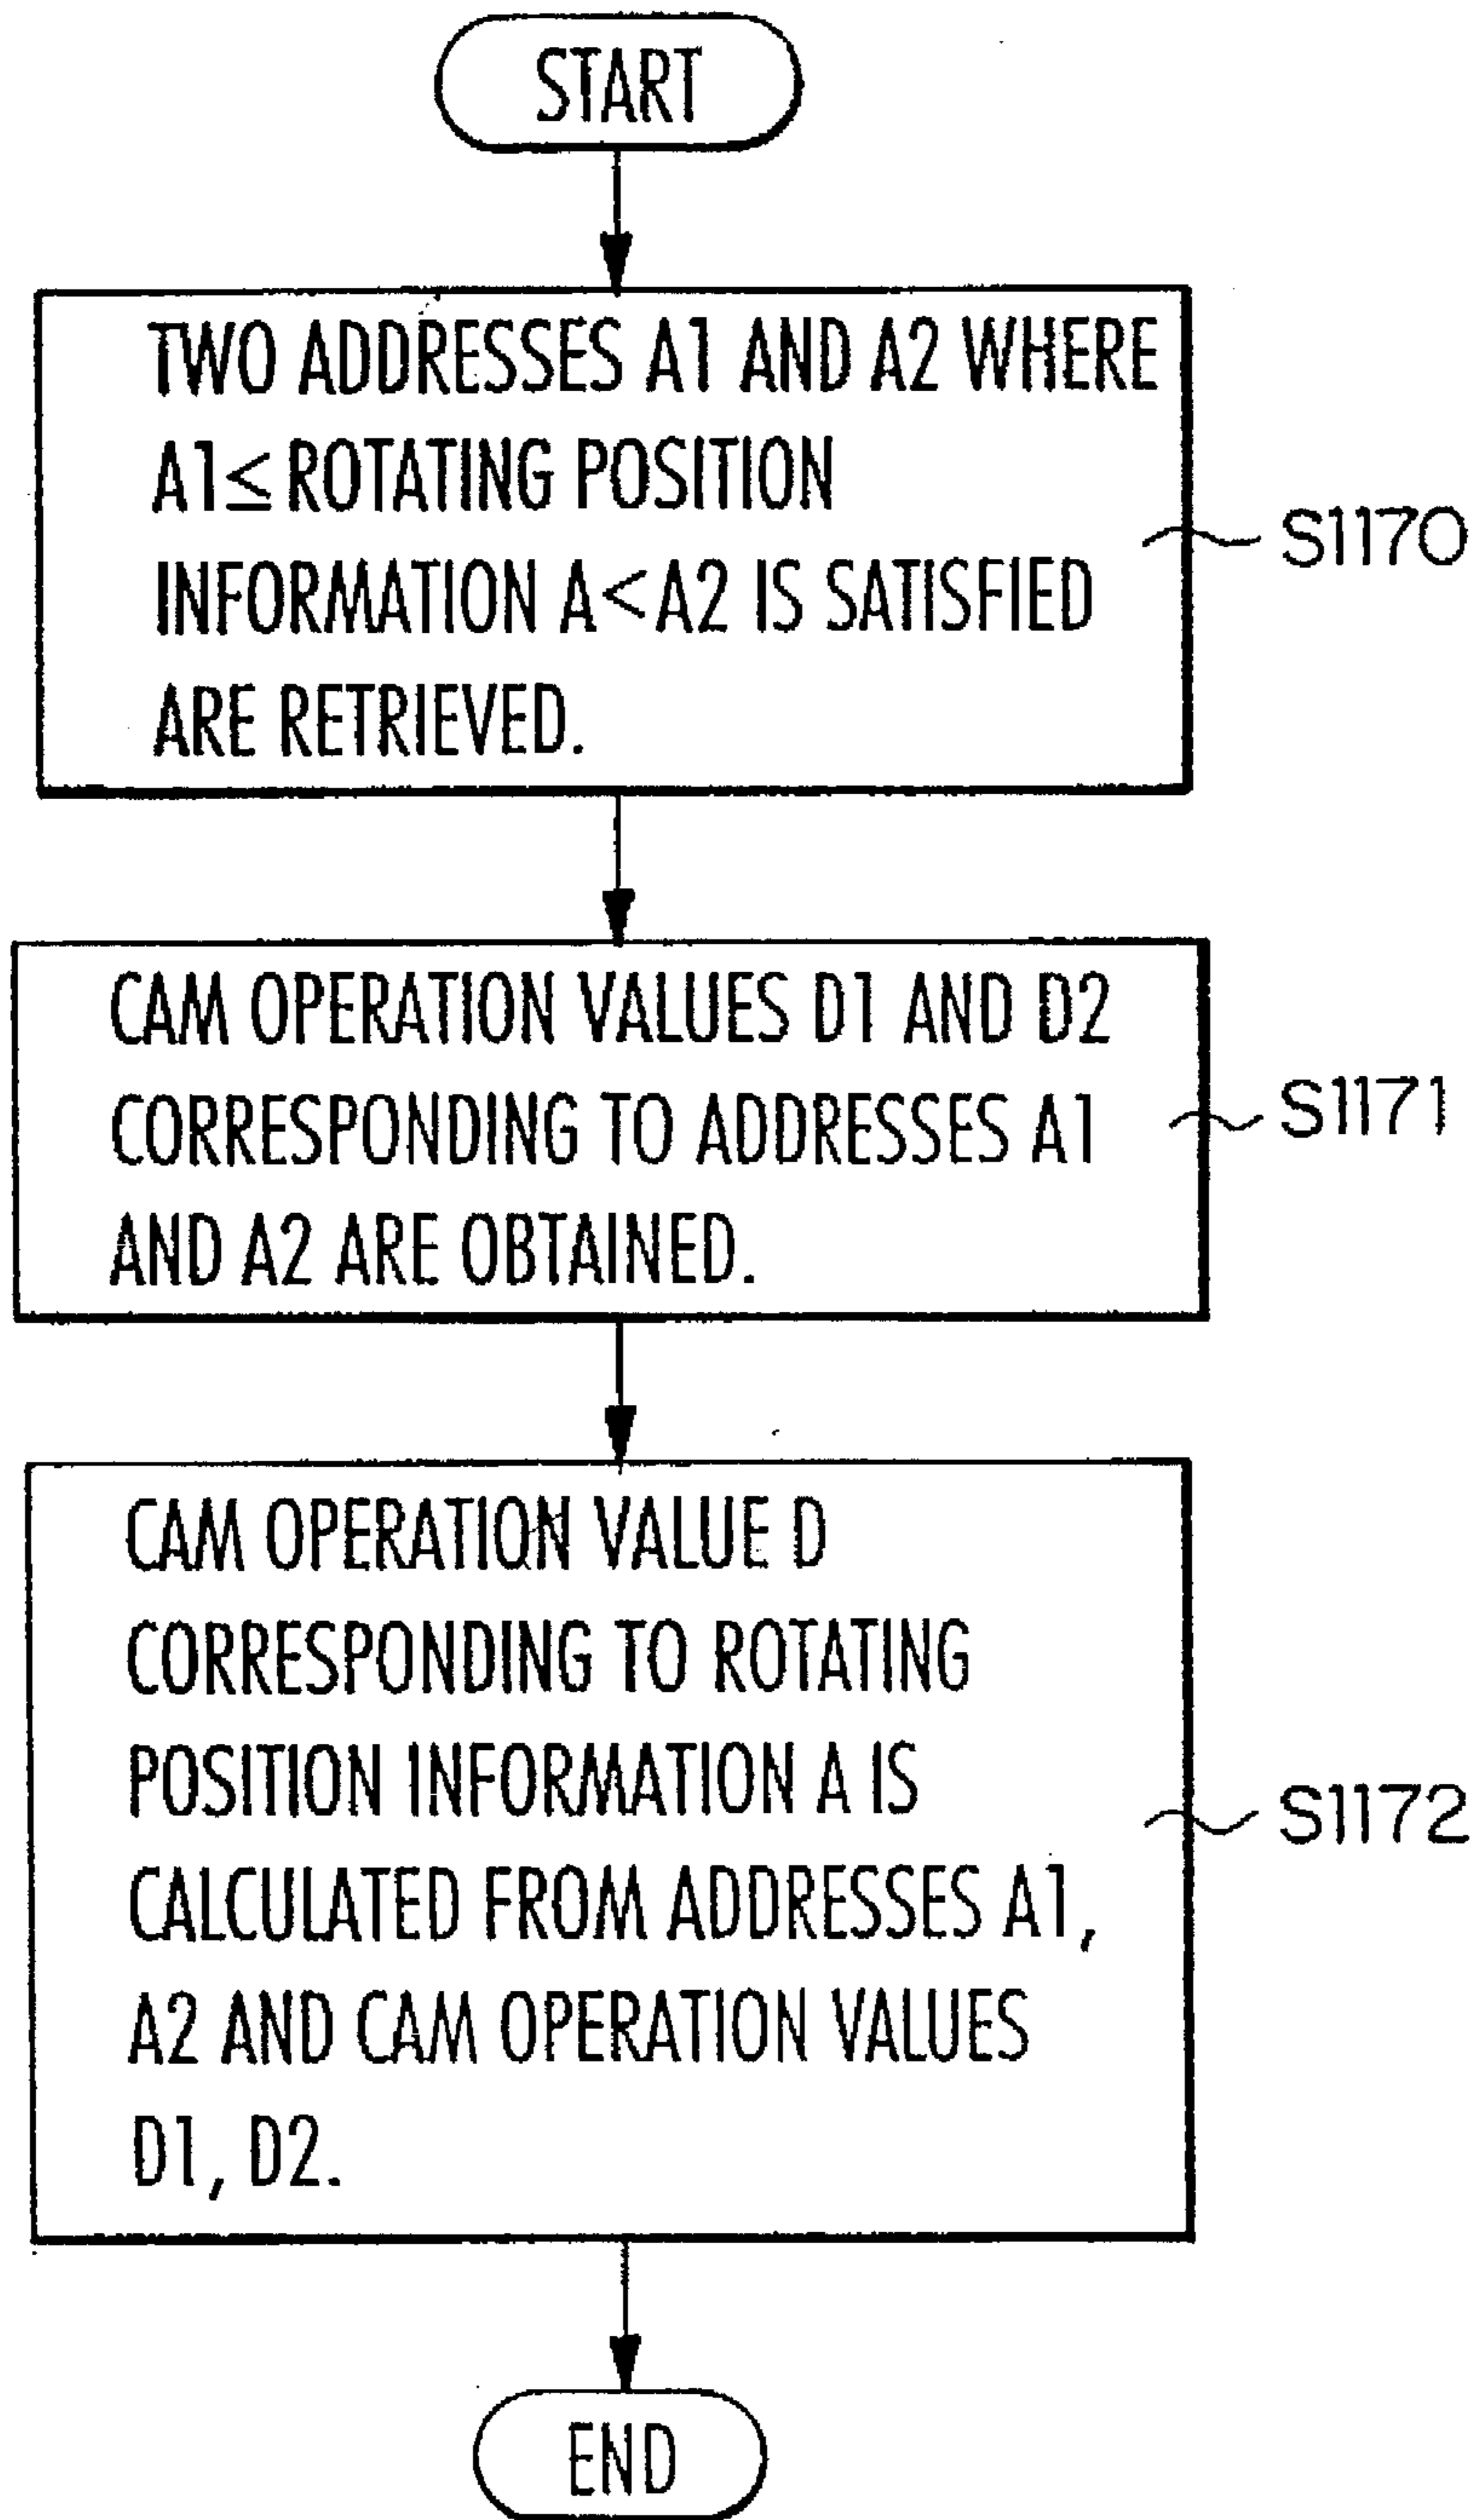 START
TWO ADDRESSES A1 AND A2 WHERE
A1≤ROTATING POSITION
INFORMATION A<A2 IS SATISFIED
ARE RETRIEVED.
S1170
CAM OPERATION VALUES D1 AND D2
CORRESPONDING TO ADDRESSES A1
AND A2 ARE OBTAINED.
S1171
CAM OPERATION VALUE D
CORRESPONDING TO ROTATING
POSITION INFORMATION A IS
CALCULATED FROM ADDRESSES A1,
A2 AND CAM OPERATION VALUES
D1, D2.
S1172
END